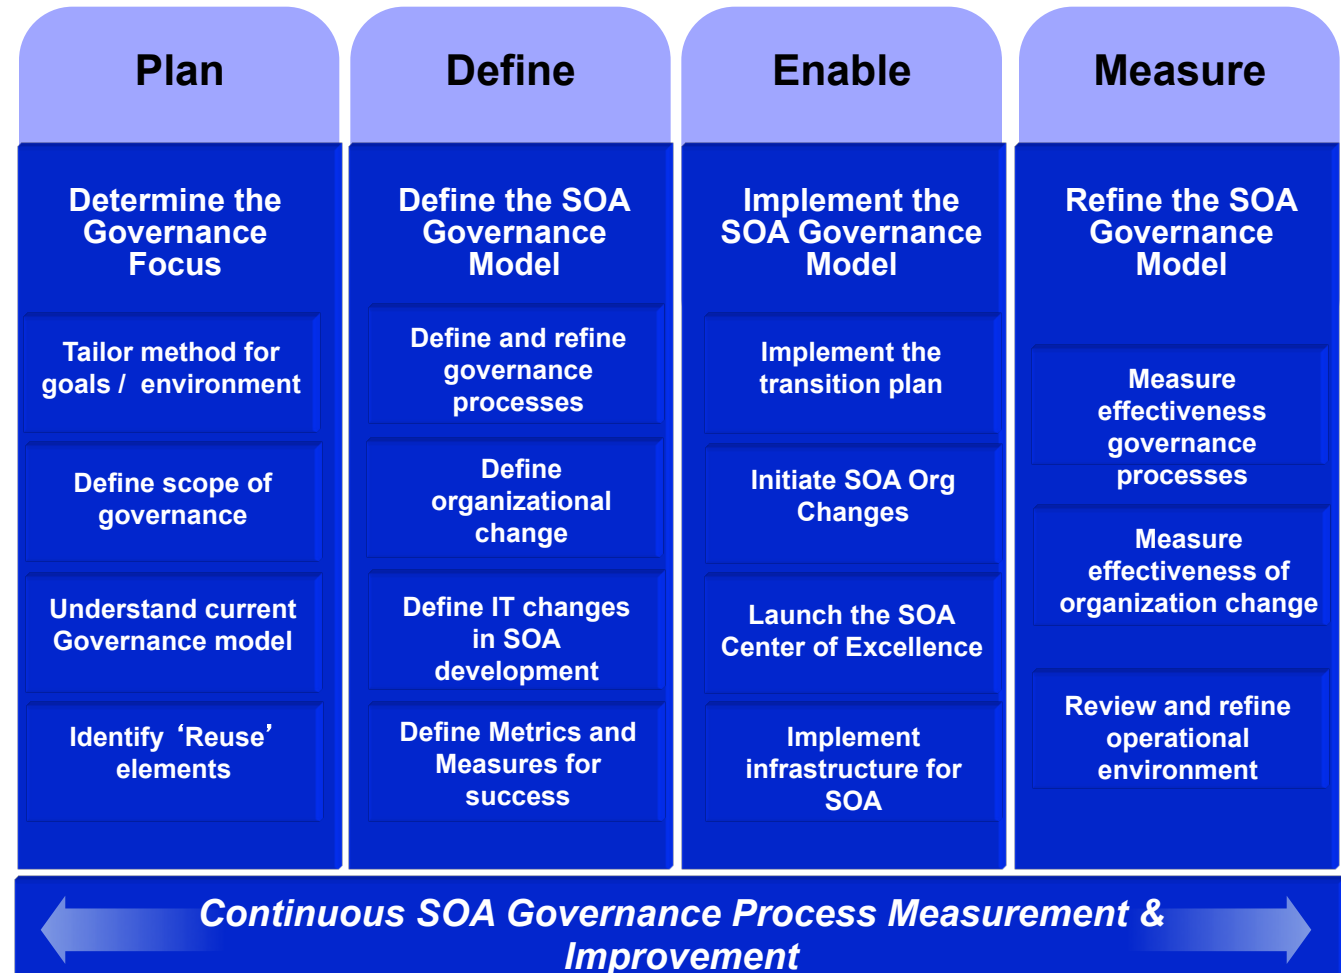 Plan
Determine the
Governance
Focus
Tailor method for
goals / environment
Define scope of
governance
Understand current
Governance model
Identify ‘Reuse’
elements
Define
Define the SOA
Governance
Model
Define and refine
governance
processes
Define
organizational
change
Define IT changes
in SOA
development
Define Metrics and
Measures for
success
Enable
Implement the
SOA Governance
Model
Implement the
transition plan
Initiate SOA Org
Changes
Launch the SOA
Center of Excellence
Implement
infrastructure for
SOA
Measure
Refine the SOA
Governance
Model
Measure
effectiveness
governance
processes
Measure
effectiveness of
organization change
Review and refine
operational
environment
Continuous SOA Governance Process Measurement &
Improvement